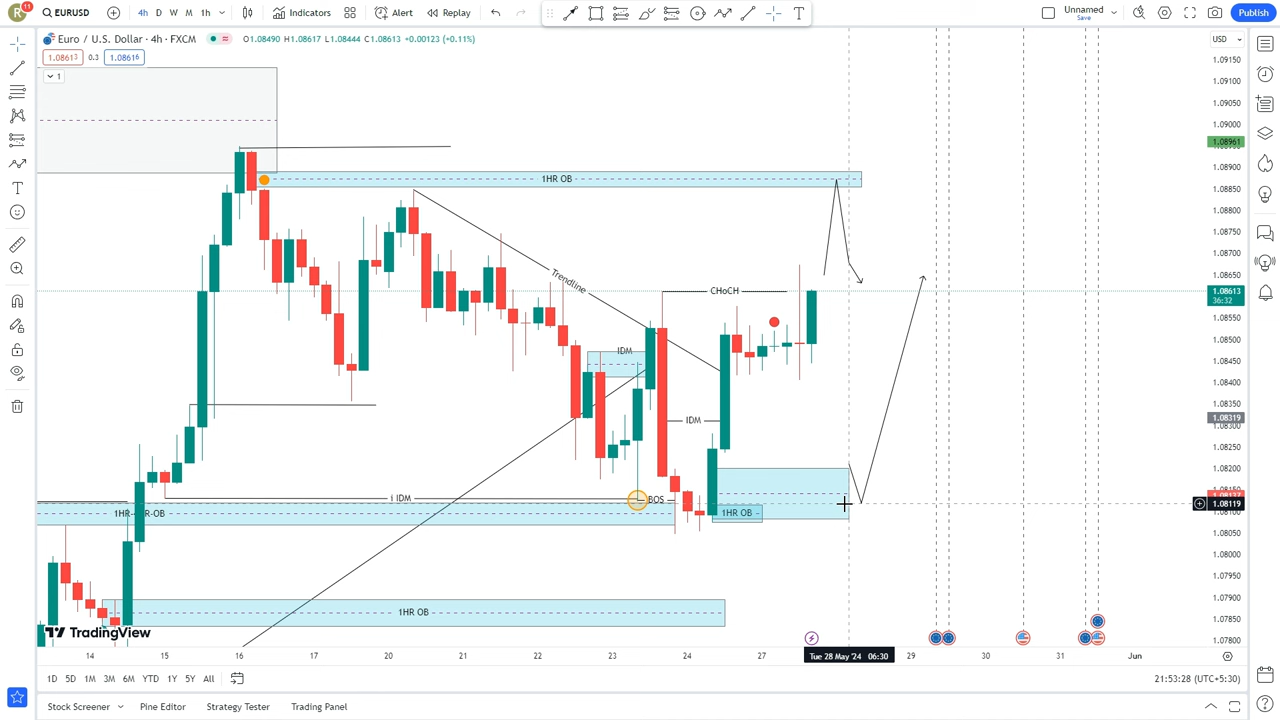 R 11 EURUSD 4h D W M 1h Indicators Alert Replay T Unnamed Save Publish
Euro / U.S. Dollar · 4h · FXCM O1.08490 H1.08617 L1.08444 C1.08613 +0.00123 (+0.11%) USD
1.08613 0.3 1.08616
1
1.09150
1.09100
1.09050
1.09000
1.08961
1.08900
1HR OB
1.08850
1.08800
1.08750
1.08700
Trendline
1.08650
CHoCH
1.08613
36:32
1.08550
1.08500
IDM
1.08450
1.08400
1.08350
IDM
1.08319
1.08300
1.08250
1.08200
1.08150
1.08137
i IDM BOS
1.08119
1HR OB
1.08100
1.08050
1.08000
1.07950
1.07900
1HR OB
1.07850
TradingView
1.07800
14 15 16 17 20 21 22 23 24 27 Tue 28 May '24 06:30 29 30 31 Jun
1D 5D 1M 3M 6M YTD 1Y 5Y All 21:53:28 (UTC+5:30)
Stock Screener Pine Editor Strategy Tester Trading Panel